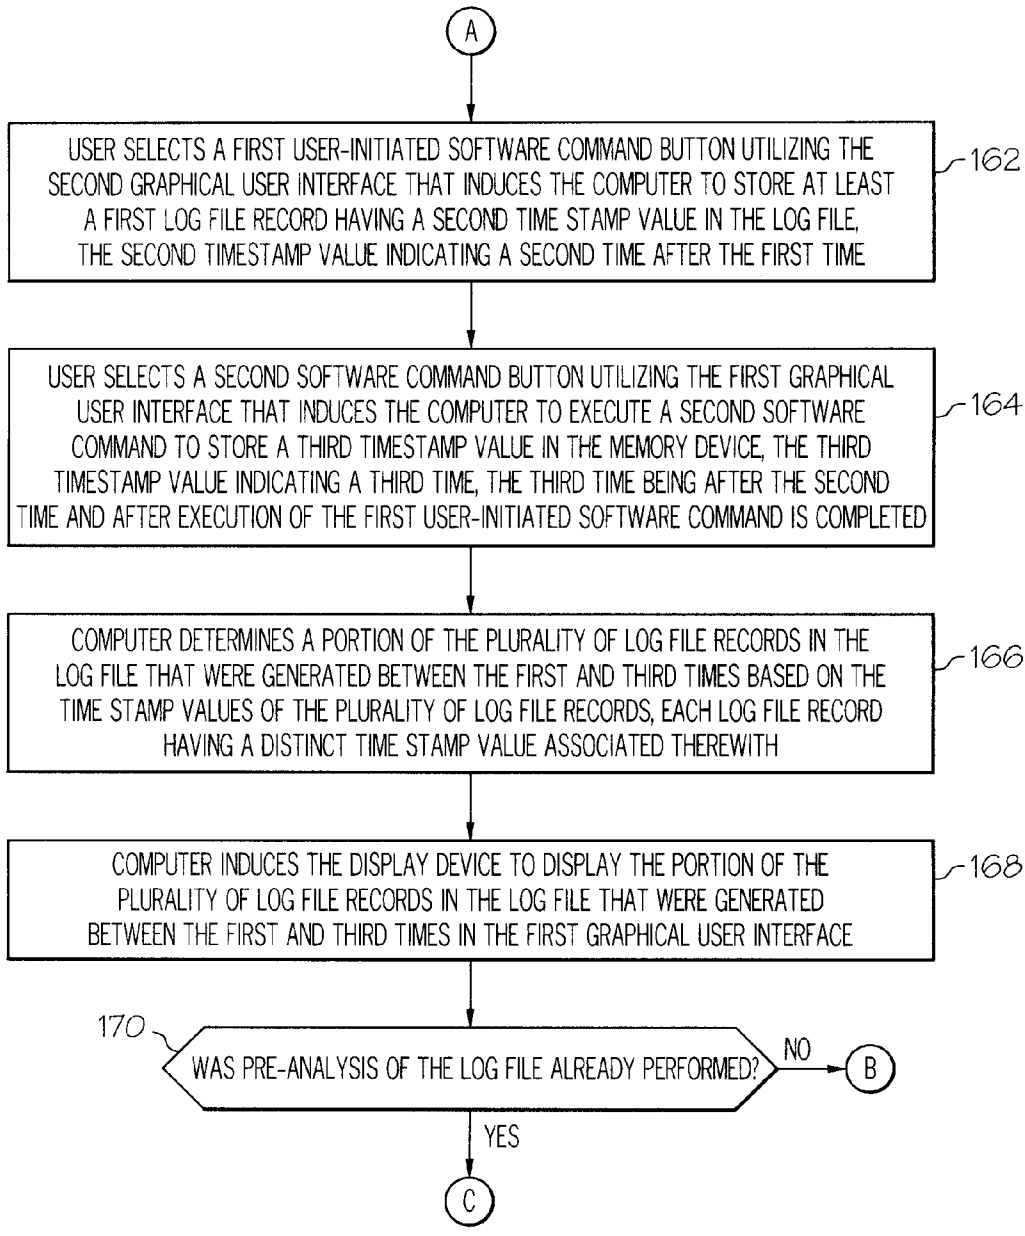 A
USER SELECTS A FIRST USER-INITIATED SOFTWARE COMMAND BUTTON UTILIZING THE
SECOND GRAPHICAL USER INTERFACE THAT INDUCES THE COMPUTER TO STORE AT LEAST
A FIRST LOG FILE RECORD HAVING A SECOND TIME STAMP VALUE IN THE LOG FILE,
THE SECOND TIMESTAMP VALUE INDICATING A SECOND TIME AFTER THE FIRST TIME
162
USER SELECTS A SECOND SOFTWARE COMMAND BUTTON UTILIZING THE FIRST GRAPHICAL
USER INTERFACE THAT INDUCES THE COMPUTER TO EXECUTE A SECOND SOFTWARE
COMMAND TO STORE A THIRD TIMESTAMP VALUE IN THE MEMORY DEVICE, THE THIRD
TIMESTAMP VALUE INDICATING A THIRD TIME, THE THIRD TIME BEING AFTER THE SECOND
TIME AND AFTER EXECUTION OF THE FIRST USER-INITIATED SOFTWARE COMMAND IS COMPLETED
164
COMPUTER DETERMINES A PORTION OF THE PLURALITY OF LOG FILE RECORDS IN THE
LOG FILE THAT WERE GENERATED BETWEEN THE FIRST AND THIRD TIMES BASED ON THE
TIME STAMP VALUES OF THE PLURALITY OF LOG FILE RECORDS, EACH LOG FILE RECORD
HAVING A DISTINCT TIME STAMP VALUE ASSOCIATED THEREWITH
166
COMPUTER INDUCES THE DISPLAY DEVICE TO DISPLAY THE PORTION OF THE
PLURALITY OF LOG FILE RECORDS IN THE LOG FILE THAT WERE GENERATED
BETWEEN THE FIRST AND THIRD TIMES IN THE FIRST GRAPHICAL USER INTERFACE
168
170
WAS PRE-ANALYSIS OF THE LOG FILE ALREADY PERFORMED?
NO
B
YES
C